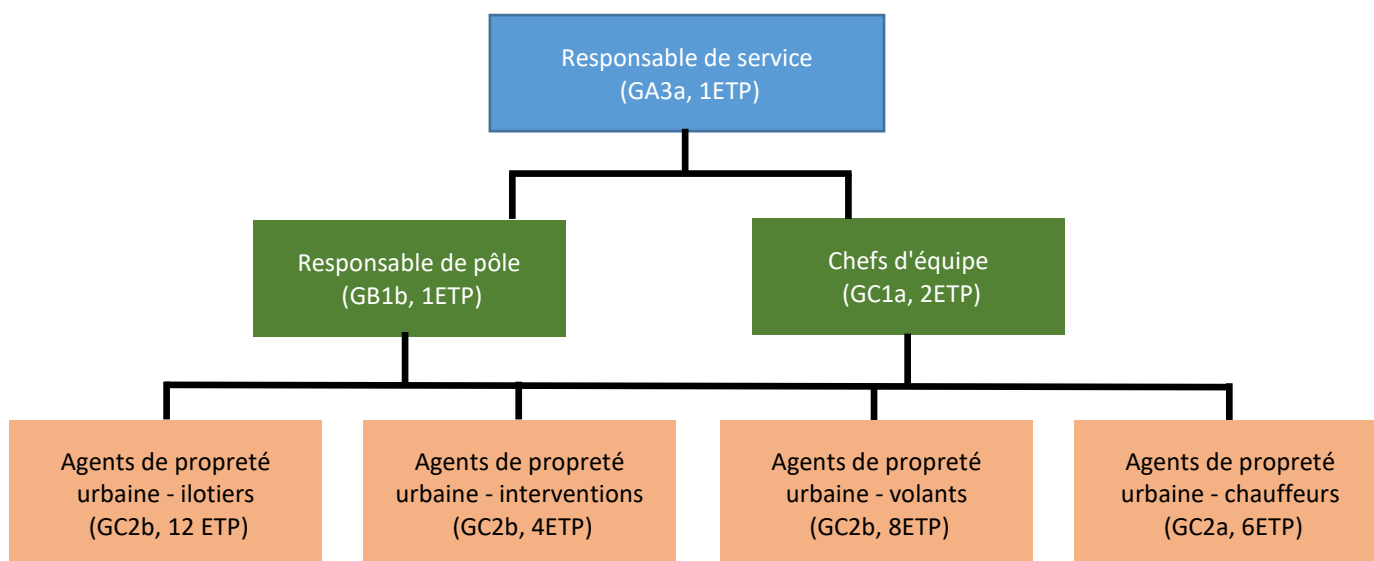 Responsable de service
(GA3a, 1ETP)
Responsable de pôle
(GB1b, 1ETP)
Chefs d'équipe
(GC1a, 2ETP)
Agents de propreté
urbaine - ilotiers
(GC2b, 12 ETP)
Agents de propreté
urbaine - interventions
(GC2b, 4ETP)
Agents de propreté
urbaine - volants
(GC2b, 8ETP)
Agents de propreté
urbaine - chauffeurs
(GC2a, 6ETP)